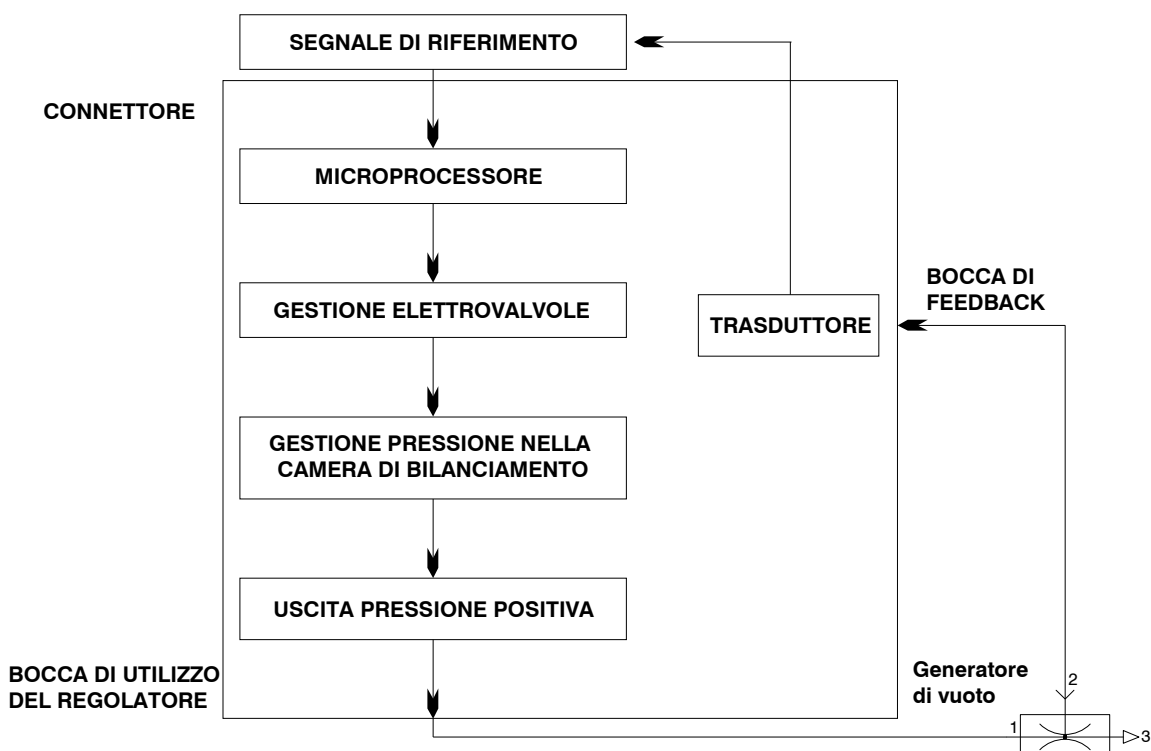 SEGNALE DI RIFERIMENTO
CONNETTORE
MICROPROCESSORE
GESTIONE ELETTROVALVOLE
BOCCA DI
FEEDBACK
TRASDUTTORE
GESTIONE PRESSIONE NELLA
CAMERA DI BILANCIAMENTO
USCITA PRESSIONE POSITIVA
BOCCA DI UTILIZZO
DEL REGOLATORE
Generatore
di vuoto
2
1
3